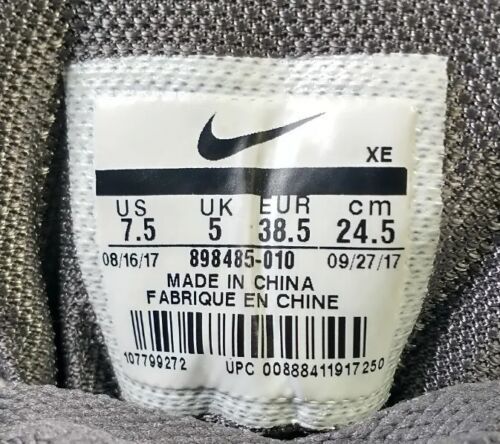 XE
US UK EUR cm
7.5 5 38.5 24.5
08/16/17 898485-010 09/27/17
MADE IN CHINA
FABRIQUE EN CHINE
107799272 UPC 00888411917250